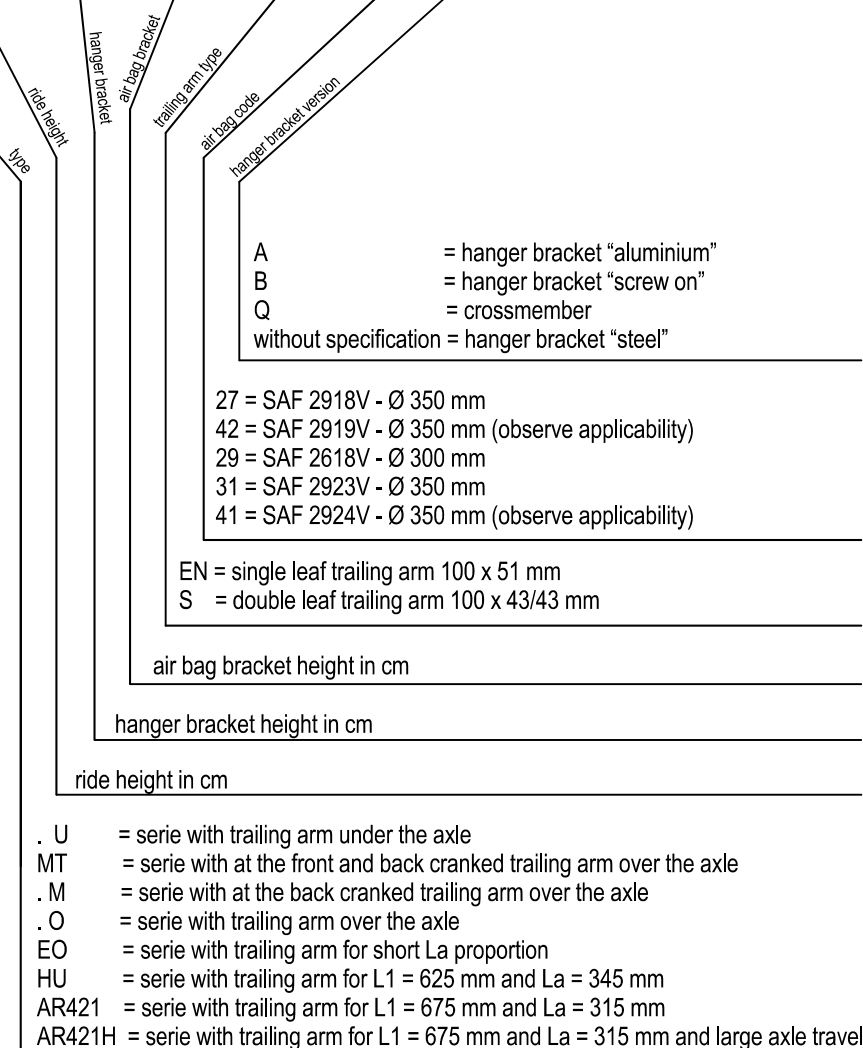 type
ride height
hanger bracket
air bag bracket
trailing arm type
air bag code
hanger bracket version
A = hanger bracket “aluminium”
B = hanger bracket “screw on”
Q = crossmember
without specification = hanger bracket “steel”
27 = SAF 2918V - Ø 350 mm
42 = SAF 2919V - Ø 350 mm (observe applicability)
29 = SAF 2618V - Ø 300 mm
31 = SAF 2923V - Ø 350 mm
41 = SAF 2924V - Ø 350 mm (observe applicability)
EN = single leaf trailing arm 100 x 51 mm
S = double leaf trailing arm 100 x 43/43 mm
air bag bracket height in cm
hanger bracket height in cm
ride height in cm
. U = serie with trailing arm under the axle
MT = serie with at the front and back cranked trailing arm over the axle
. M = serie with at the back cranked trailing arm over the axle
. O = serie with trailing arm over the axle
EO = serie with trailing arm for short La proportion
HU = serie with trailing arm for L1 = 625 mm and La = 345 mm
AR421 = serie with trailing arm for L1 = 675 mm and La = 315 mm
AR421H = serie with trailing arm for L1 = 675 mm and La = 315 mm and large axle travel